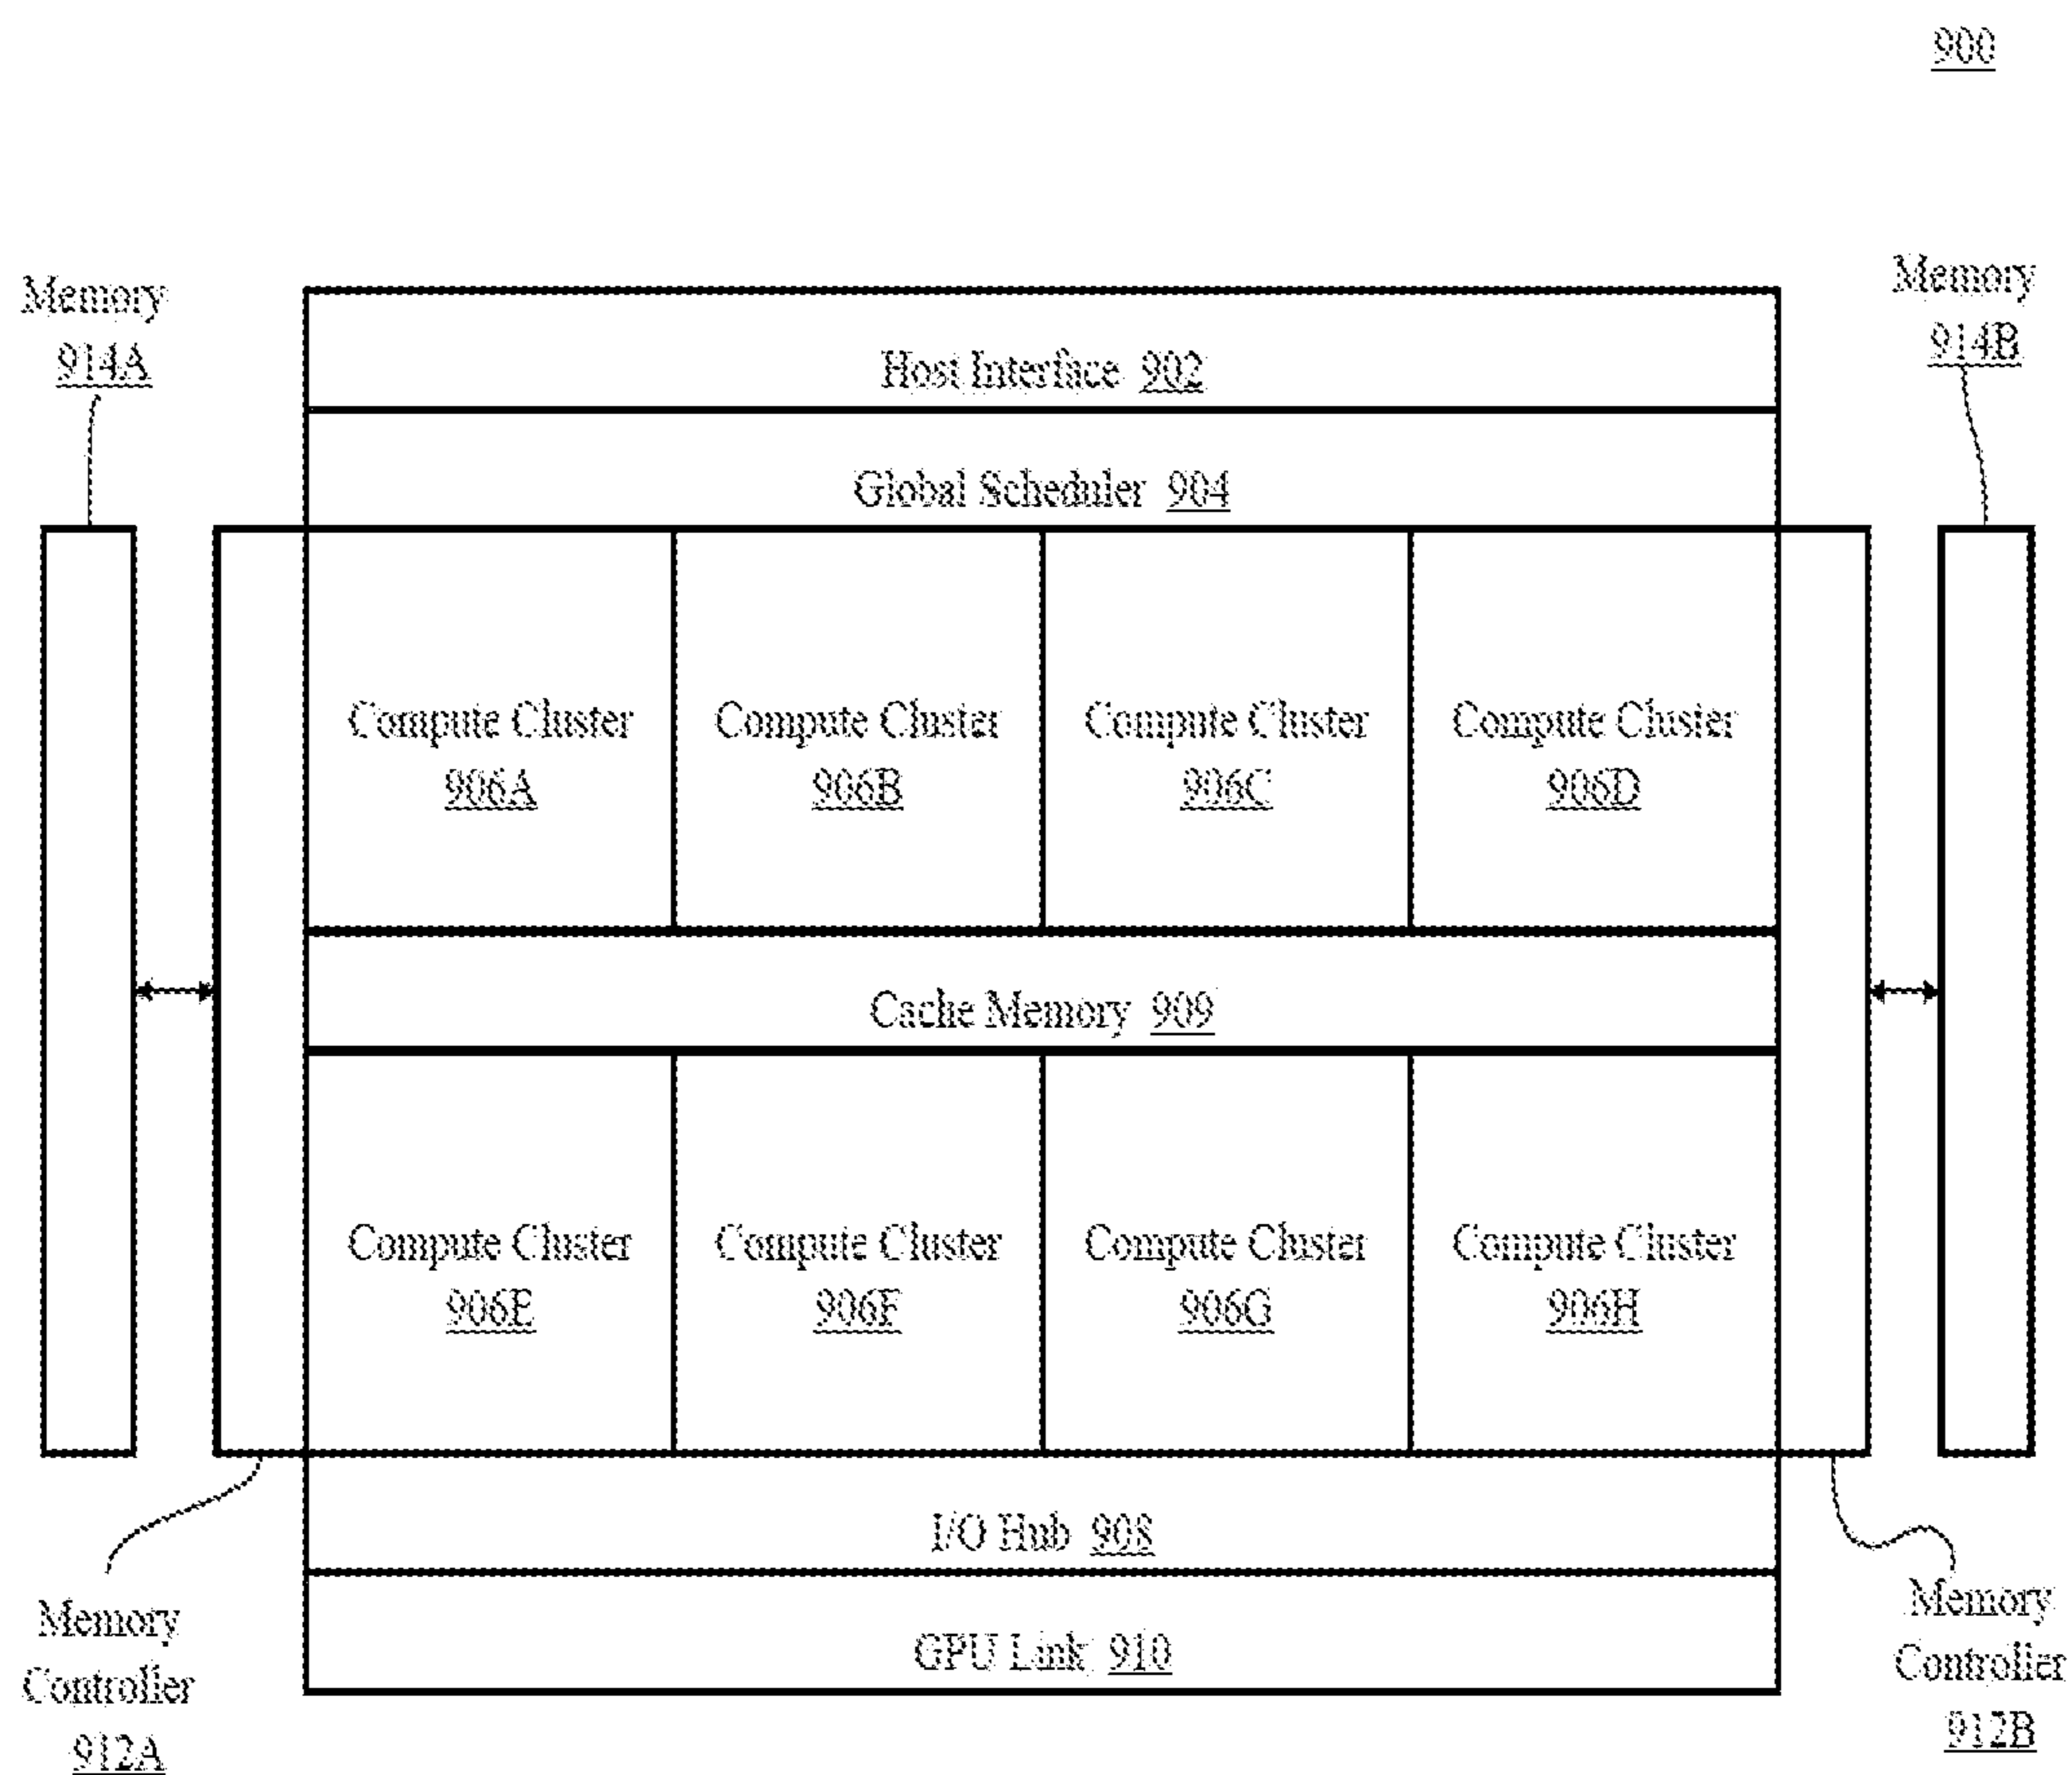 900
Memory
914A
Memory
914B
Host Interface 902
Global Scheduler 904
Compute Cluster
906A
Compute Cluster
906B
Compute Cluster
906C
Compute Cluster
906D
Cache Memory 909
Compute Cluster
906E
Compute Cluster
906F
Compute Cluster
906G
Compute Cluster
906H
I/O Hub 908
GPU Link 910
Memory
Controller
912A
Memory
Controller
912B